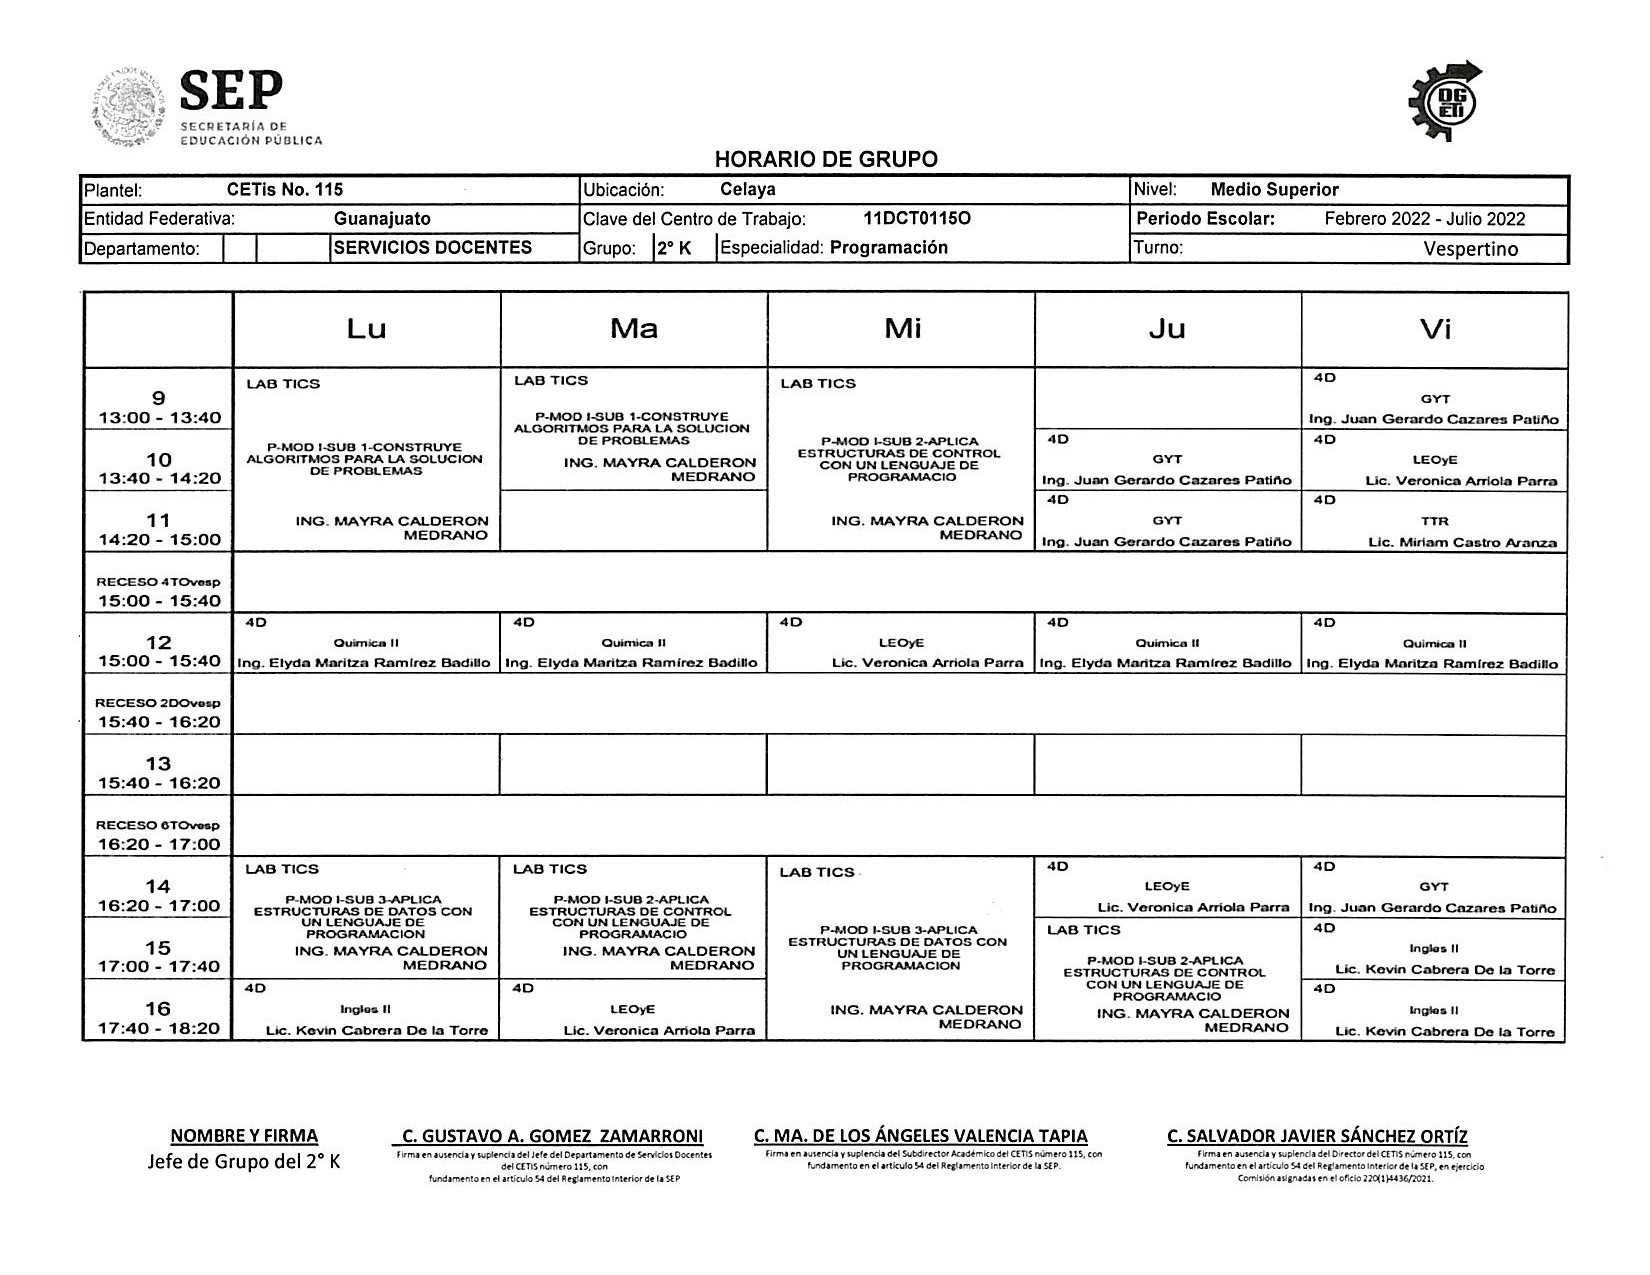 SEP
SECRETARÍA DE
EDUCACIÓN PÚBLICA
DG
ETI
HORARIO DE GRUPO
Plantel: CETis No. 115 Ubicación: Celaya Nivel: Medio Superior
Entidad Federativa: Guanajuato Clave del Centro de Trabajo: 11DCT0115O Periodo Escolar: Febrero 2022 - Julio 2022
Departamento: SERVICIOS DOCENTES Grupo: 2° K Especialidad: Programación Turno: Vespertino
Lu Ma Mi Ju Vi
9
13:00 - 13:40
10
13:40 - 14:20
11
14:20 - 15:00
LAB TICS
P-MOD I-SUB 1-CONSTRUYE
ALGORITMOS PARA LA SOLUCION
DE PROBLEMAS
ING. MAYRA CALDERON
MEDRANO
LAB TICS
P-MOD I-SUB 1-CONSTRUYE
ALGORITMOS PARA LA SOLUCION
DE PROBLEMAS
ING. MAYRA CALDERON
MEDRANO
LAB TICS
P-MOD I-SUB 2-APLICA
ESTRUCTURAS DE CONTROL
CON UN LENGUAJE DE
PROGRAMACIO
ING. MAYRA CALDERON
MEDRANO
4D
GYT
Ing. Juan Gerardo Cazares Patiño
4D
GYT
Ing. Juan Gerardo Cazares Patiño
4D
GYT
Ing. Juan Gerardo Cazares Patiño
4D
LEOyE
Lic. Veronica Arriola Parra
4D
TTR
Lic. Miriam Castro Aranza
RECESO 4TOvesp
15:00 - 15:40
12
15:00 - 15:40
4D
Quimica II
Ing. Elyda Maritza Ramírez Badillo
4D
Quimica II
Ing. Elyda Maritza Ramírez Badillo
4D
LEOyE
Lic. Veronica Arriola Parra
4D
Quimica II
Ing. Elyda Maritza Ramírez Badillo
4D
Quimica II
Ing. Elyda Maritza Ramírez Badillo
RECESO 2DOvesp
15:40 - 16:20
13
15:40 - 16:20
RECESO 6TOvesp
16:20 - 17:00
14
16:20 - 17:00
15
17:00 - 17:40
16
17:40 - 18:20
LAB TICS
P-MOD I-SUB 3-APLICA
ESTRUCTURAS DE DATOS CON
UN LENGUAJE DE
PROGRAMACION
ING. MAYRA CALDERON
MEDRANO
4D
Ingles II
Lic. Kevin Cabrera De la Torre
LAB TICS
P-MOD I-SUB 2-APLICA
ESTRUCTURAS DE CONTROL
CON UN LENGUAJE DE
PROGRAMACIO
ING. MAYRA CALDERON
MEDRANO
4D
LEOyE
Lic. Veronica Arriola Parra
LAB TICS
P-MOD I-SUB 3-APLICA
ESTRUCTURAS DE DATOS CON
UN LENGUAJE DE
PROGRAMACION
ING. MAYRA CALDERON
MEDRANO
4D
LEOyE
Lic. Veronica Arriola Parra
LAB TICS
P-MOD I-SUB 2-APLICA
ESTRUCTURAS DE CONTROL
CON UN LENGUAJE DE
PROGRAMACIO
ING. MAYRA CALDERON
MEDRANO
4D
GYT
Ing. Juan Gerardo Cazares Patiño
4D
Ingles II
Lic. Kevin Cabrera De la Torre
4D
Ingles II
Lic. Kevin Cabrera De la Torre
NOMBRE Y FIRMA
Jefe de Grupo del 2° K
C. GUSTAVO A. GOMEZ ZAMARRONI
Firma en ausencia y suplencia del Jefe del Departamento de Servicios Docentes
del CETIS número 115, con
fundamento en el artículo 54 del Reglamento Interior de la SEP
C. MA. DE LOS ÁNGELES VALENCIA TAPIA
Firma en ausencia y suplencia del Subdirector Académico del CETIS número 115, con
fundamento en el artículo 54 del Reglamento Interior de la SEP.
C. SALVADOR JAVIER SÁNCHEZ ORTÍZ
Firma en ausencia y suplencia del Director del CETIS número 115, con
fundamento en el artículo 54 del Reglamento Interior de la SEP, en ejercicio
Comisión asignadas en el oficio 220(1)4436/2021.